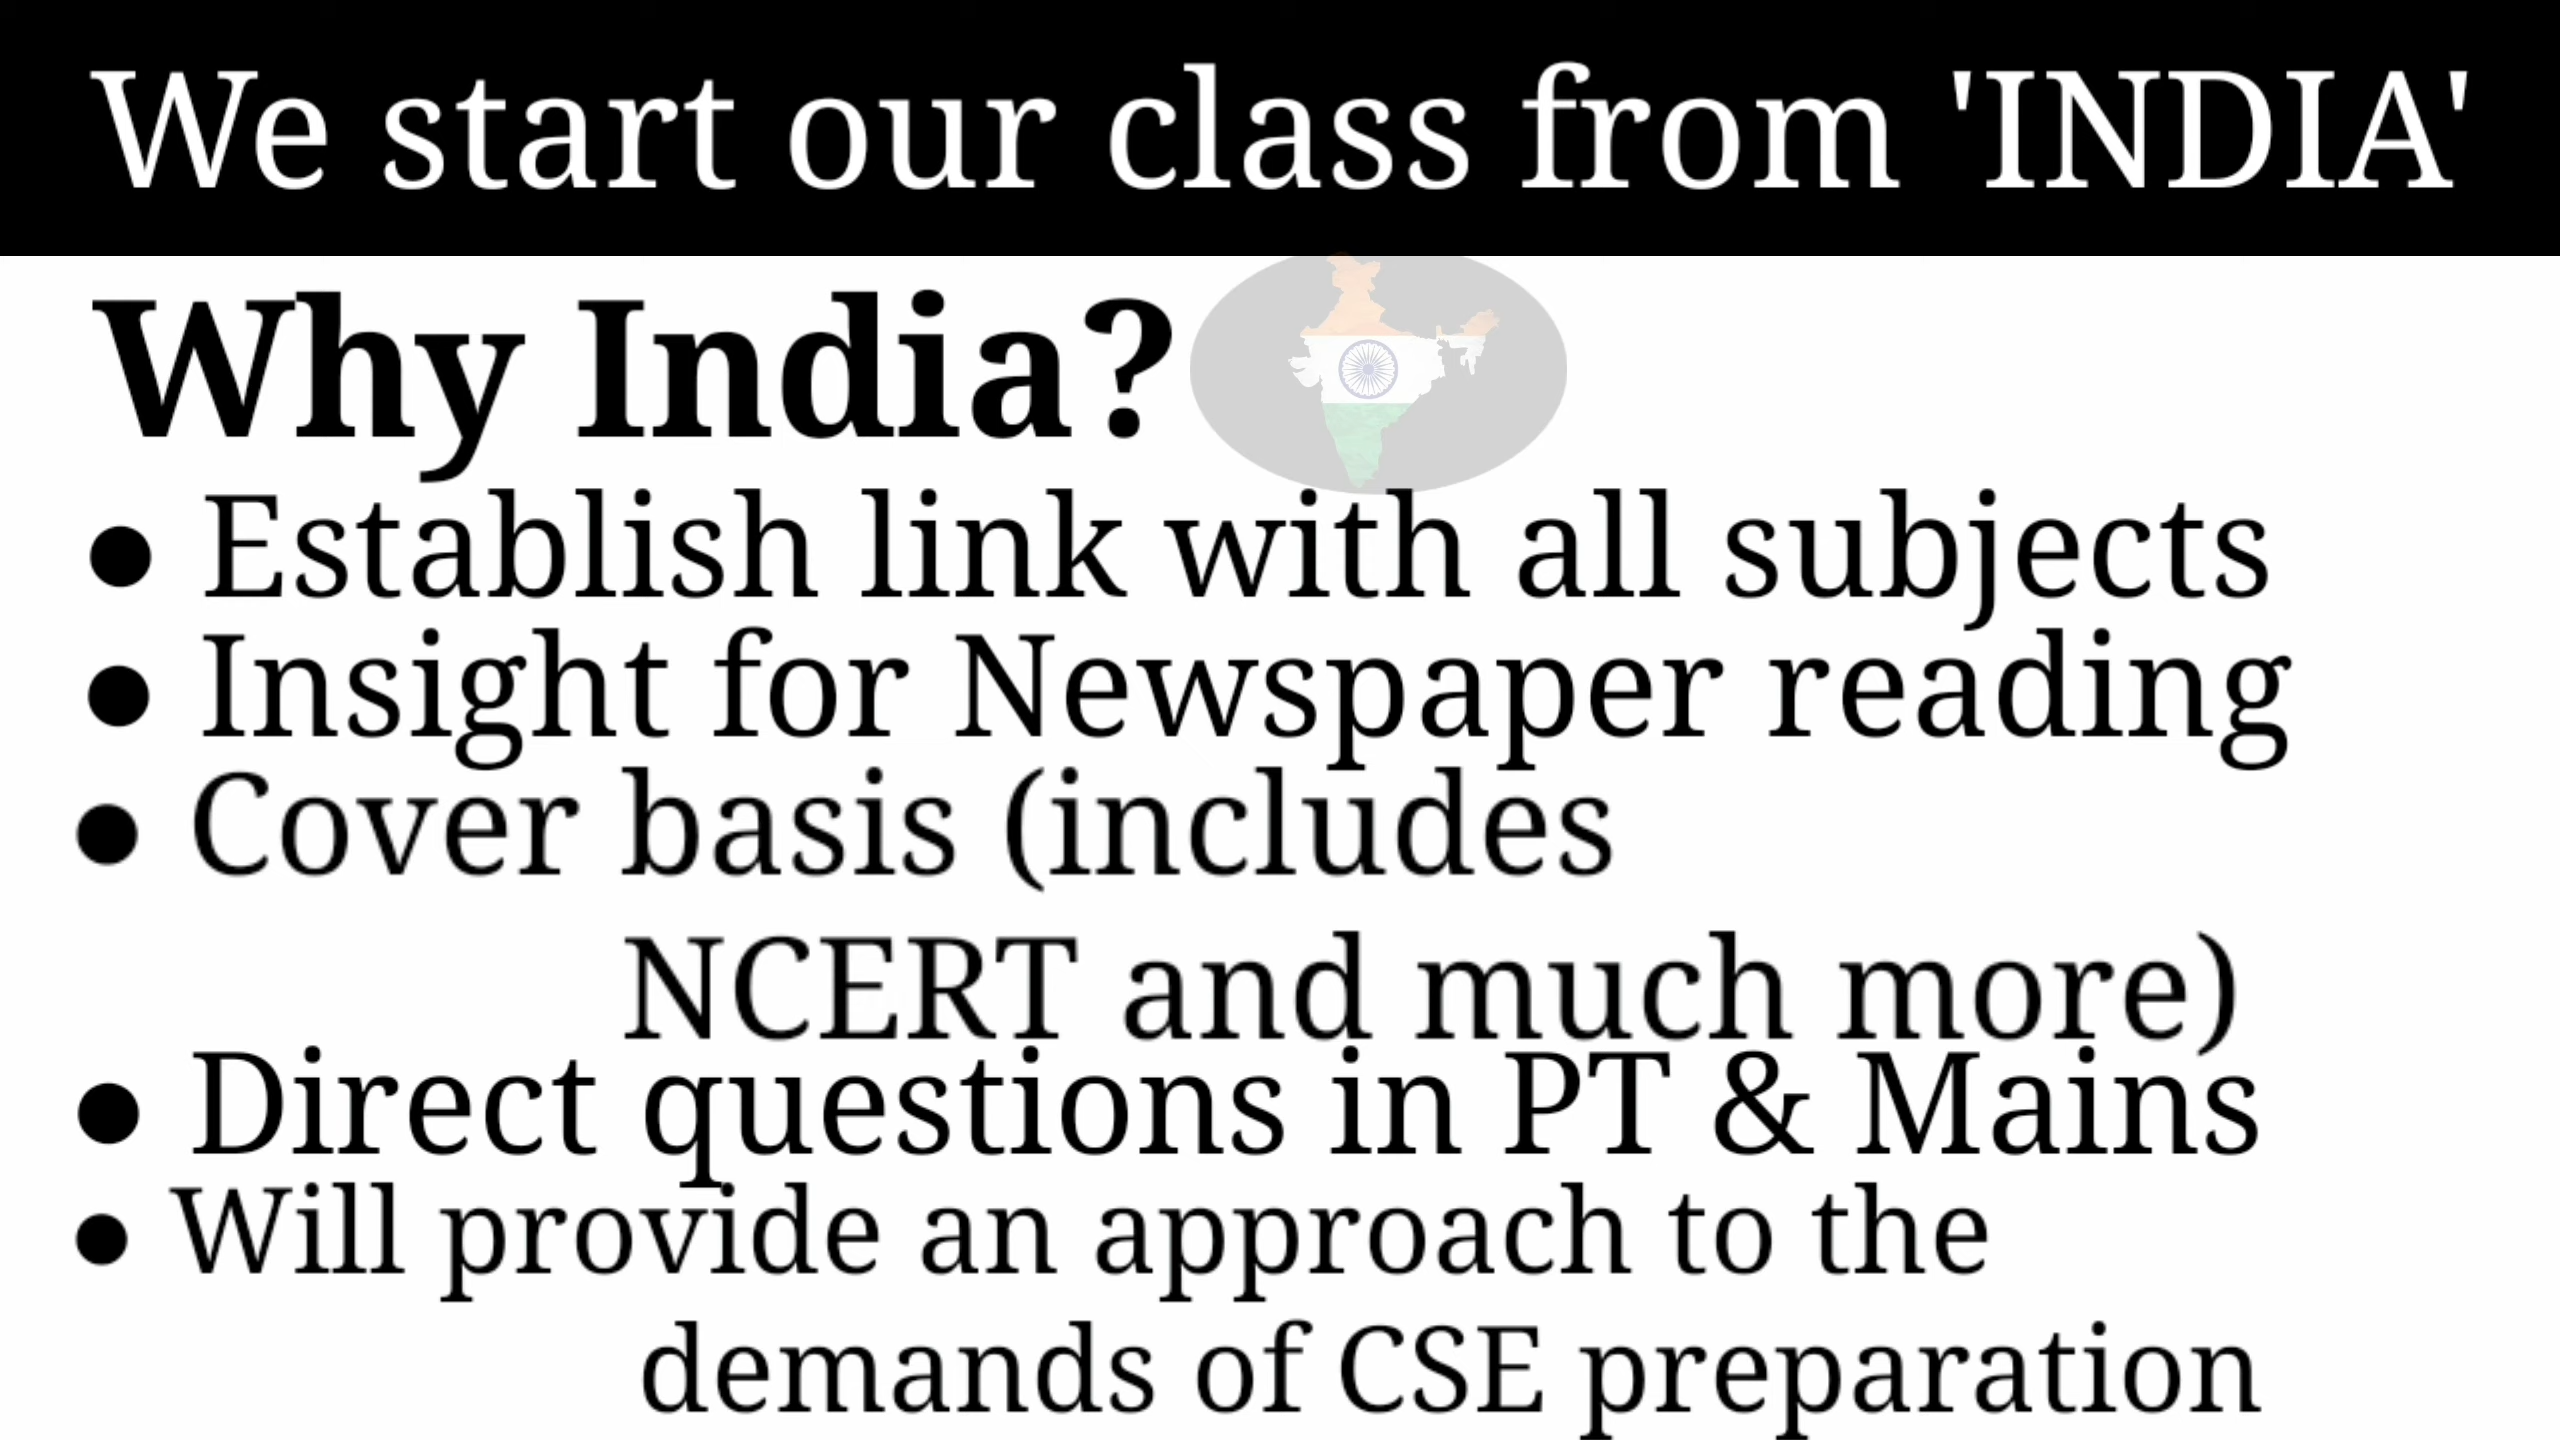 We start our class from 'INDIA'
Why India?
● Establish link with all subjects
● Insight for Newspaper reading
● Cover basis (includes
NCERT and much more)
● Direct questions in PT & Mains
● Will provide an approach to the
demands of CSE preparation